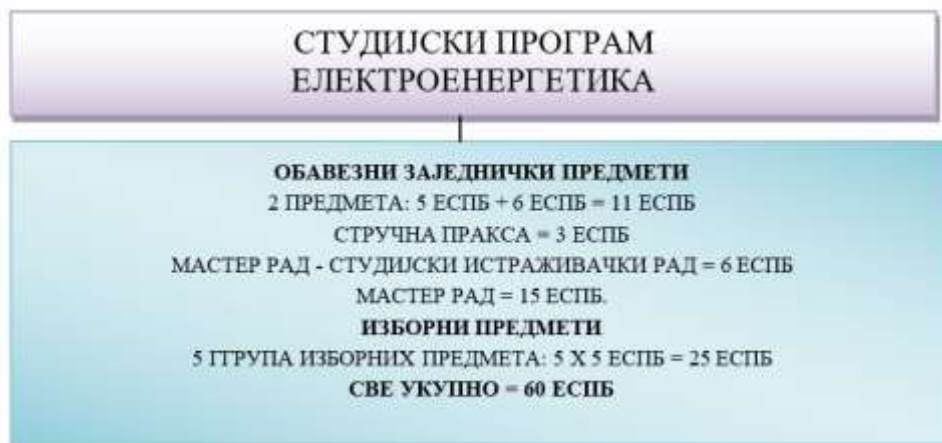 СТУДИЈСКИ ПРОГРАМ
ЕЛЕКТРОЕНЕРГЕТИКА
ОБАВЕЗНИ ЗАЈЕДНИЧКИ ПРЕДМЕТИ
2 ПРЕДМЕТА: 5 ЕСПБ + 6 ЕСПБ = 11 ЕСПБ
СТРУЧНА ПРАКСА = 3 ЕСПБ
МАСТЕР РАД - СТУДИЈСКИ ИСТРАЖИВАЧКИ РАД = 6 ЕСПБ
МАСТЕР РАД = 15 ЕСПБ.
ИЗБОРНИ ПРЕДМЕТИ
5 ГГРУПА ИЗБОРНИХ ПРЕДМЕТА: 5 Х 5 ЕСПБ = 25 ЕСПБ
СВЕ УКУПНО = 60 ЕСПБ